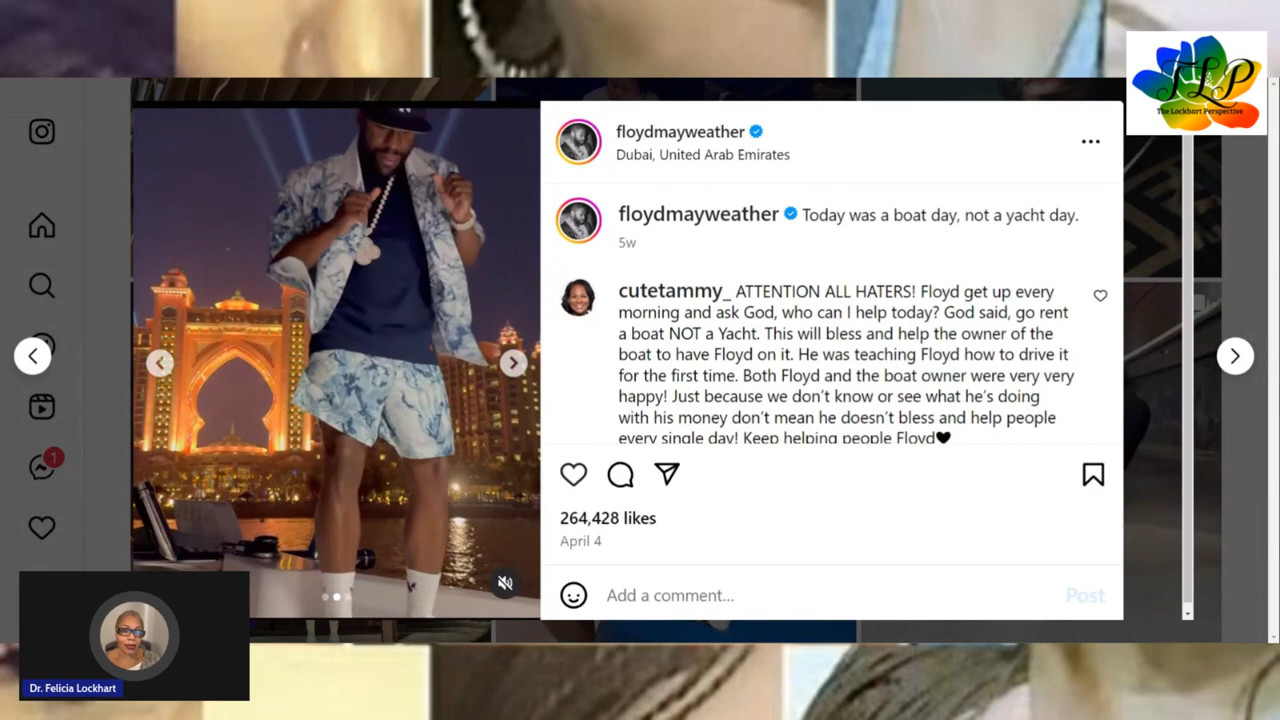 TLP
The Lockhart Perspective
floydmayweather
Dubai, United Arab Emirates
floydmayweather Today was a boat day, not a yacht day.
5w
cutetammy_ ATTENTION ALL HATERS! Floyd get up every
morning and ask God, who can I help today? God said, go rent
a boat NOT a Yacht. This will bless and help the owner of the
boat to have Floyd on it. He was teaching Floyd how to drive it
for the first time. Both Floyd and the boat owner were very very
happy! Just because we don’t know or see what he’s doing
with his money don’t mean he doesn’t bless and help people
every single day! Keep helping people Floyd🖤
1
264,428 likes
April 4
Add a comment...
Post
Dr. Felicia Lockhart